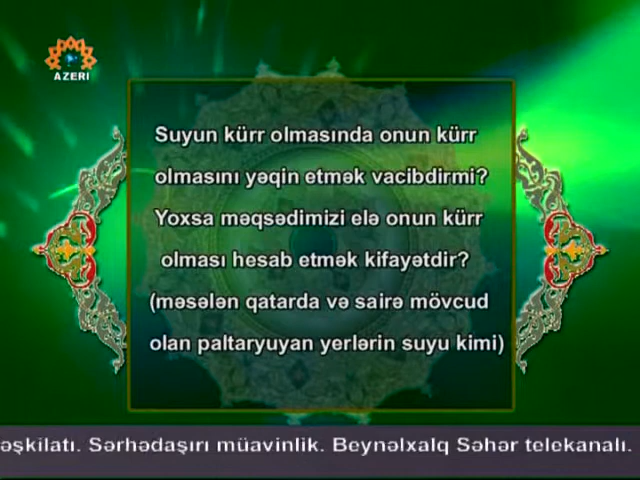 AZERI
Suyun kürr olmasında onun kürr
olmasını yəqin etmək vacibdirmi?
Yoxsa məqsədimizi elə onun kürr
olması hesab etmək kifayətdir?
(məsələn qatarda və sairə mövcud
olan paltaryuyan yerlərin suyu kimi)
əşkilatı. Sərhədaşırı müavinlik. Beynəlxalq Səhər telekanalı.